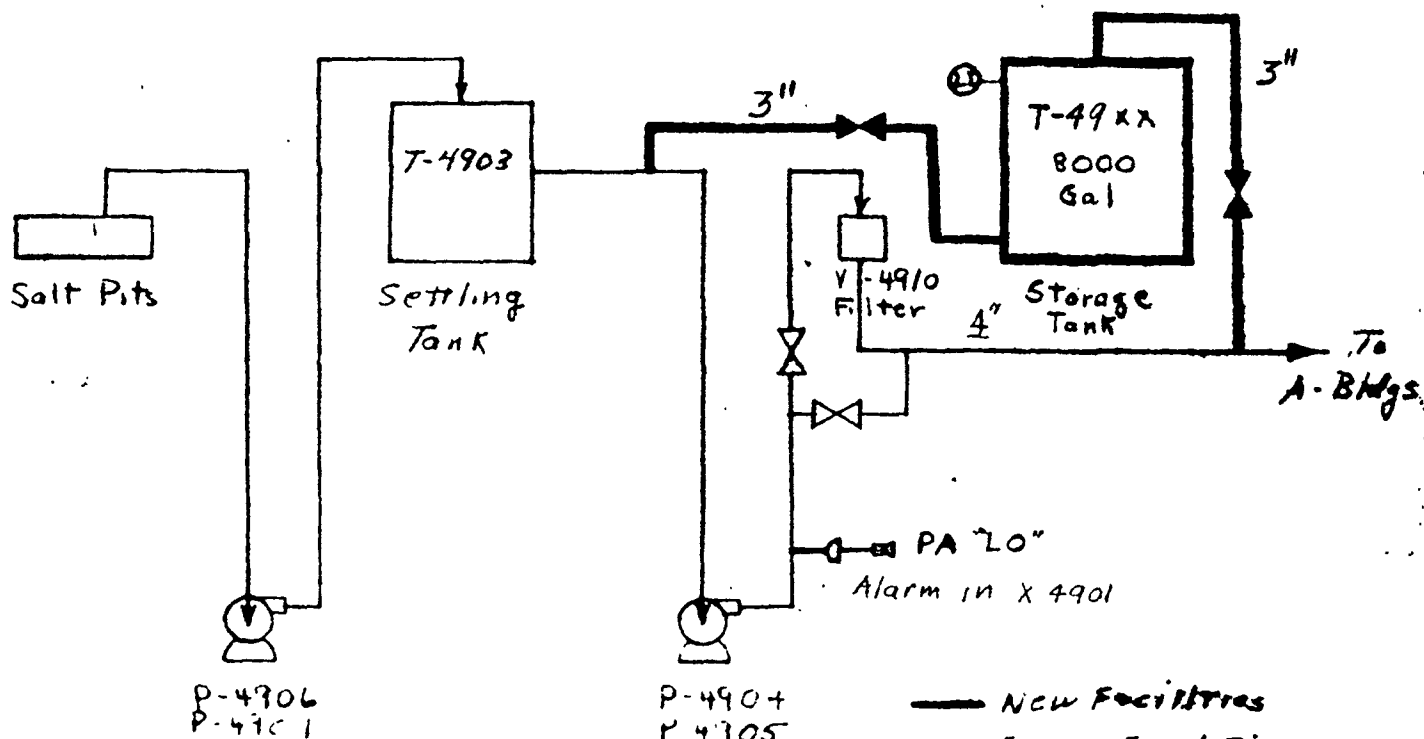 3"
3"
T-49xx
8000
Gal
T-4903
Salt Pits
Settling
Tank
V-4910
Filter
Storage
Tank
4"
To
A-Bldgs.
PA "LO"
Alarm in X 4901
P-4906
P-4904
P-4905
New Facilities